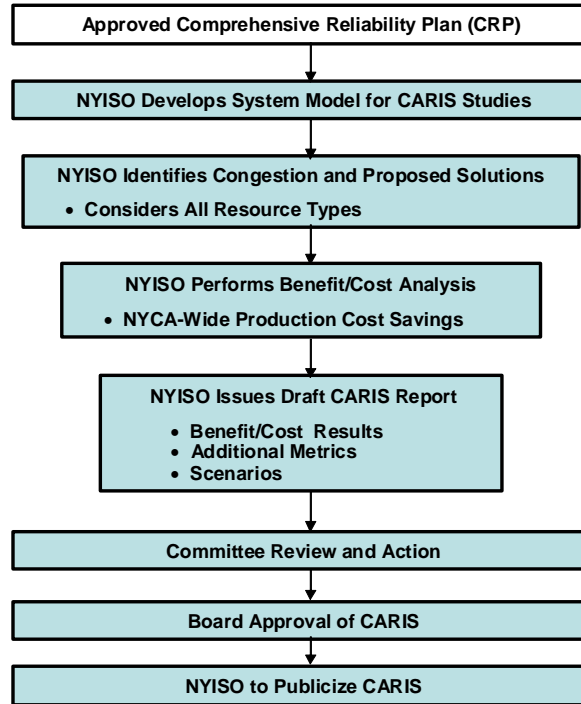 Approved Comprehensive Reliability Plan (CRP)
NYISO Develops System Model for CARIS Studies
NYISO Identifies Congestion and Proposed Solutions
• Considers All Resource Types
NYISO Performs Benefit/Cost Analysis
• NYCA-Wide Production Cost Savings
NYISO Issues Draft CARIS Report
• Benefit/Cost Results
• Additional Metrics
• Scenarios
Committee Review and Action
Board Approval of CARIS
NYISO to Publicize CARIS